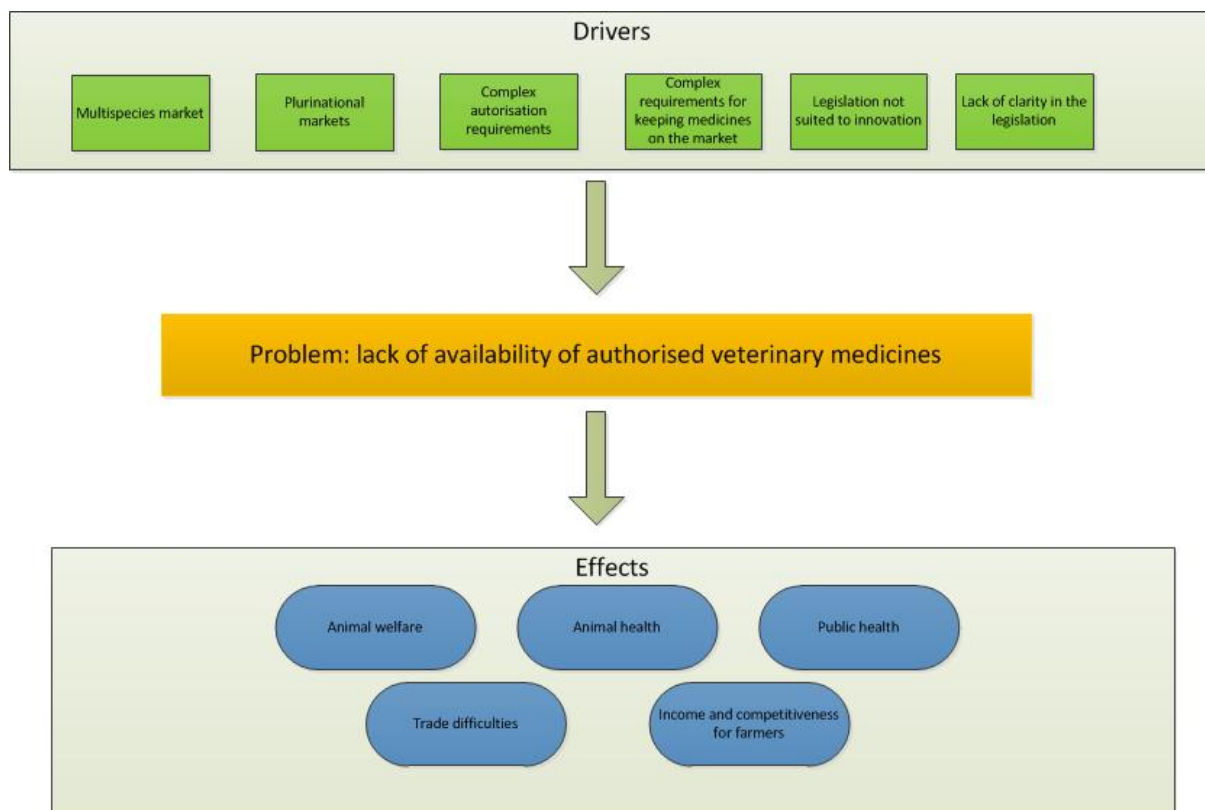 Drivers
Multispecies market
Plurinational
markets
Complex
autorisation
requirements
Complex
requirements for
keeping medicines
on the market
Legislation not
suited to innovation
Lack of clarity in the
legislation
Problem: lack of availability of authorised veterinary medicines
Effects
Animal welfare
Animal health
Public health
Trade difficulties
Income and competitiveness
for farmers